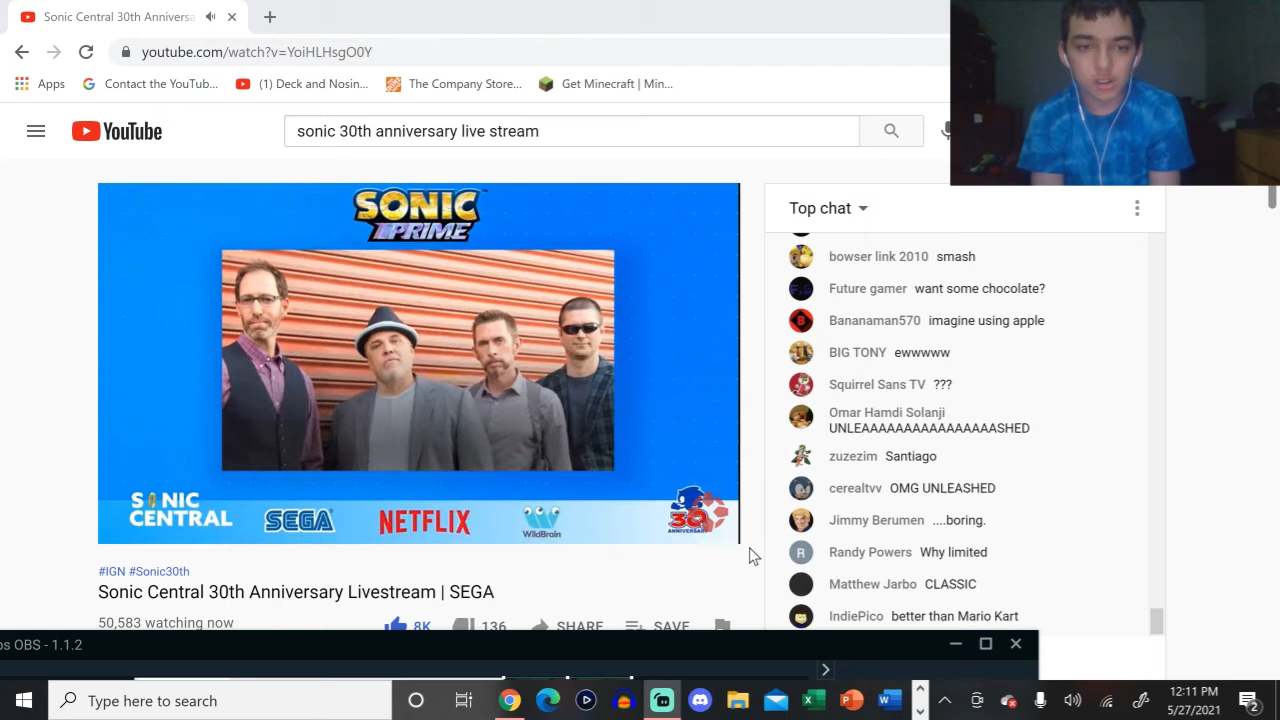 Sonic Central 30th Anniversa
youtube.com/watch?v=YoiHLHsgO0Y
Apps
Contact the YouTub...
(1) Deck and Nosin...
The Company Store...
Get Minecraft | Min...
YouTube
sonic 30th anniversary live stream
SONIC
PRIME
SONIC
CENTRAL
SEGA
NETFLIX
WildBrain
30
ANNIVERSARY
#IGN #Sonic30th
Sonic Central 30th Anniversary Livestream | SEGA
50,583 watching now
8K
136
SHARE
SAVE
Top chat
bowser link 2010 smash
Future gamer want some chocolate?
Bananaman570 imagine using apple
BIG TONY ewwwww
Squirrel Sans TV ???
Omar Hamdi Solanji
UNLEAAAAAAAAAAAAAAAASHED
zuzezim Santiago
cerealtvv OMG UNLEASHED
Jimmy Berumen ....boring.
R
Randy Powers Why limited
Matthew Jarbo CLASSIC
IndiePico better than Mario Kart
os OBS - 1.1.2
Type here to search
12:11 PM
5/27/2021
2